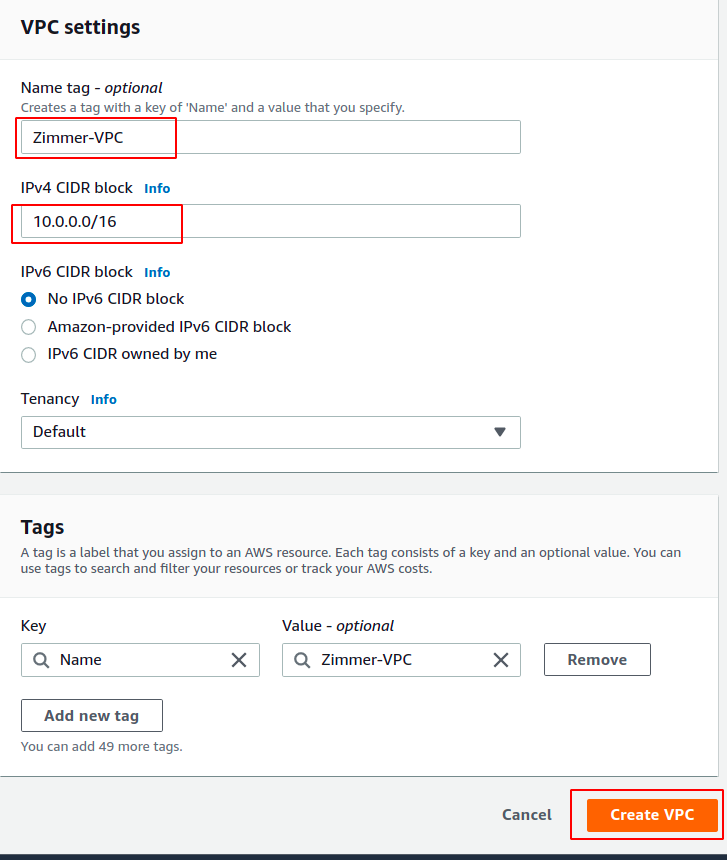 VPC settings
Name tag - optional
Creates a tag with a key of 'Name' and a value that you specify.
Zimmer-VPC
IPv4 CIDR block Info
10.0.0.0/16
IPv6 CIDR block Info
No IPv6 CIDR block
Amazon-provided IPv6 CIDR block
IPv6 CIDR owned by me
Tenancy Info
Default
Tags
A tag is a label that you assign to an AWS resource. Each tag consists of a key and an optional value. You can
use tags to search and filter your resources or track your AWS costs.
Key Value - optional
Name Zimmer-VPC Remove
Add new tag
You can add 49 more tags.
Cancel Create VPC